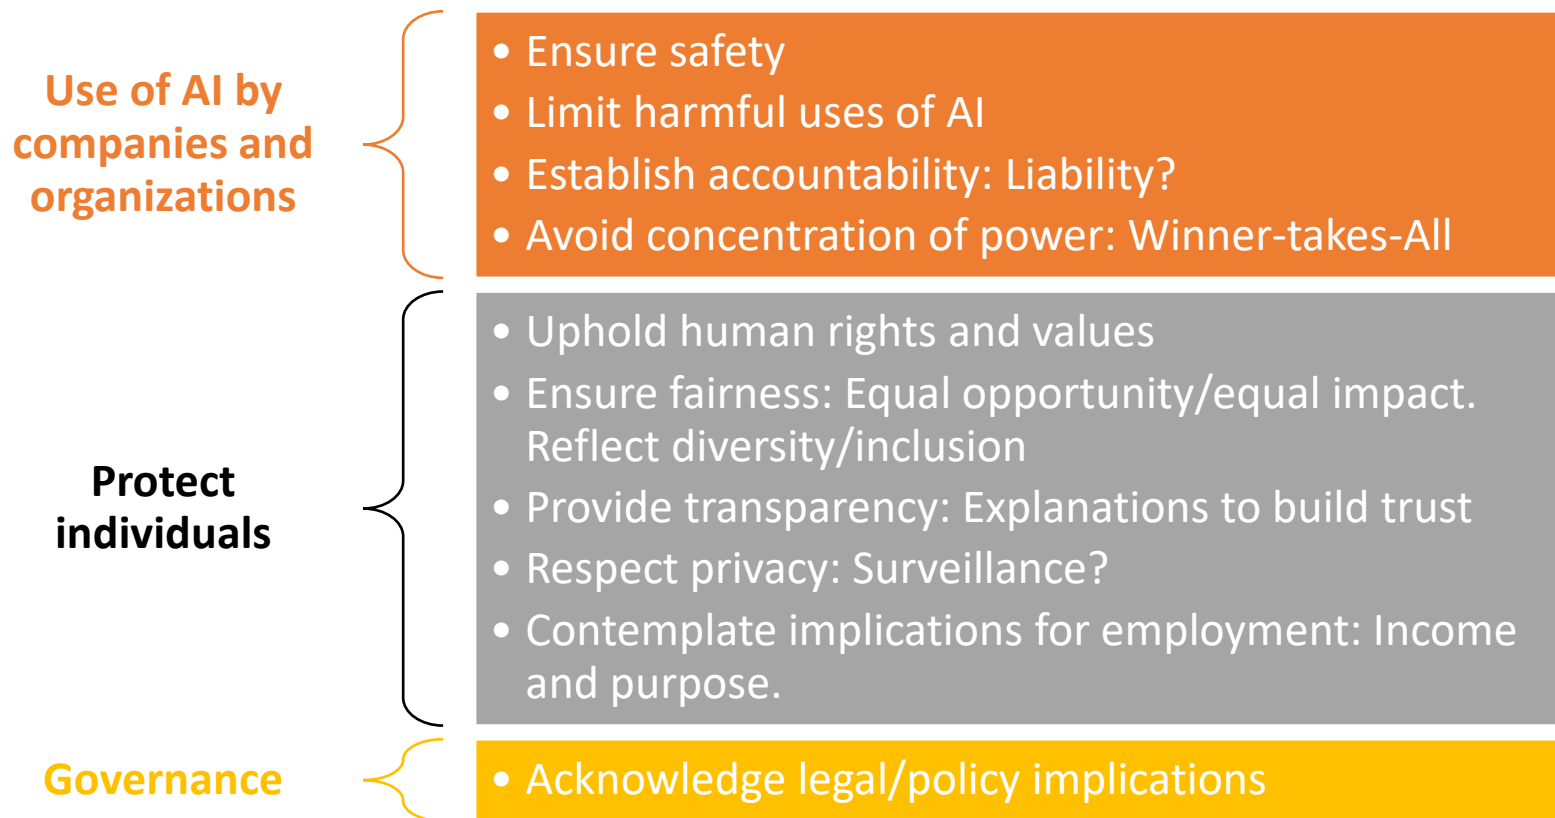 Use of AI by
companies and
organizations
• Ensure safety
• Limit harmful uses of AI
• Establish accountability: Liability?
• Avoid concentration of power: Winner-takes-All
Protect
individuals
• Uphold human rights and values
• Ensure fairness: Equal opportunity/equal impact.
Reflect diversity/inclusion
• Provide transparency: Explanations to build trust
• Respect privacy: Surveillance?
• Contemplate implications for employment: Income
and purpose.
Governance
• Acknowledge legal/policy implications